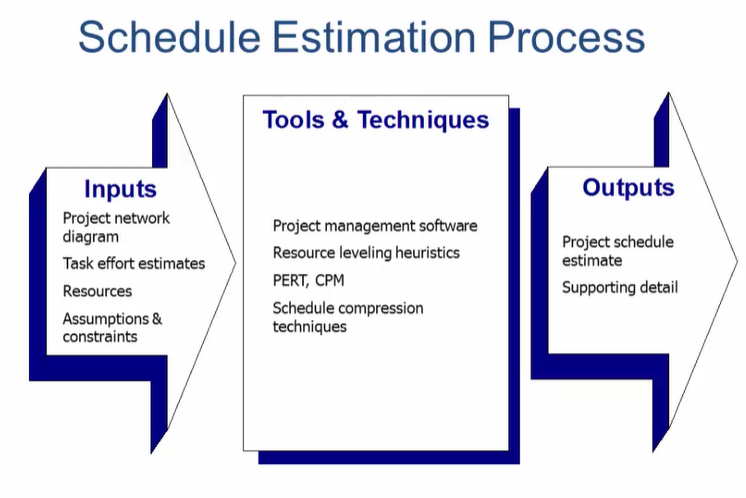 Schedule Estimation Process
Inputs
Project network
diagram
Task effort estimates
Resources
Assumptions &
constraints
Tools & Techniques
Project management software
Resource leveling heuristics
PERT, CPM
Schedule compression
techniques
Outputs
Project schedule
estimate
Supporting detail